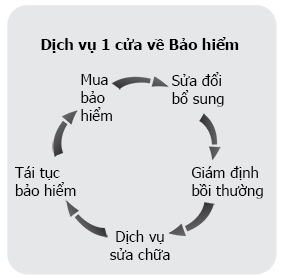 Dịch vụ 1 cửa về Bảo hiểm
Mua
bảo
hiểm
Sửa đổi
bổ sung
Giám định
bồi thường
Dịch vụ
sửa chữa
Tái tục
bảo hiểm